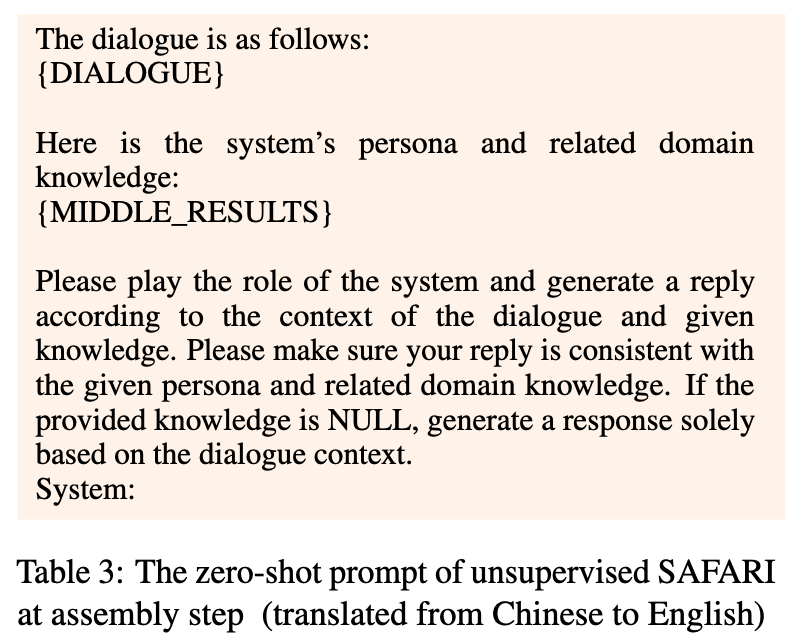 The dialogue is as follows:
{DIALOGUE}
Here is the system's persona and related domain
knowledge:
{MIDDLE_RESULTS}
Please play the role of the system and generate a reply
according to the context of the dialogue and given
knowledge. Please make sure your reply is consistent with
the given persona and related domain knowledge. If the
provided knowledge is NULL, generate a response solely
based on the dialogue context.
System:
Table 3: The zero-shot prompt of unsupervised SAFARI
at assembly step (translated from Chinese to English)